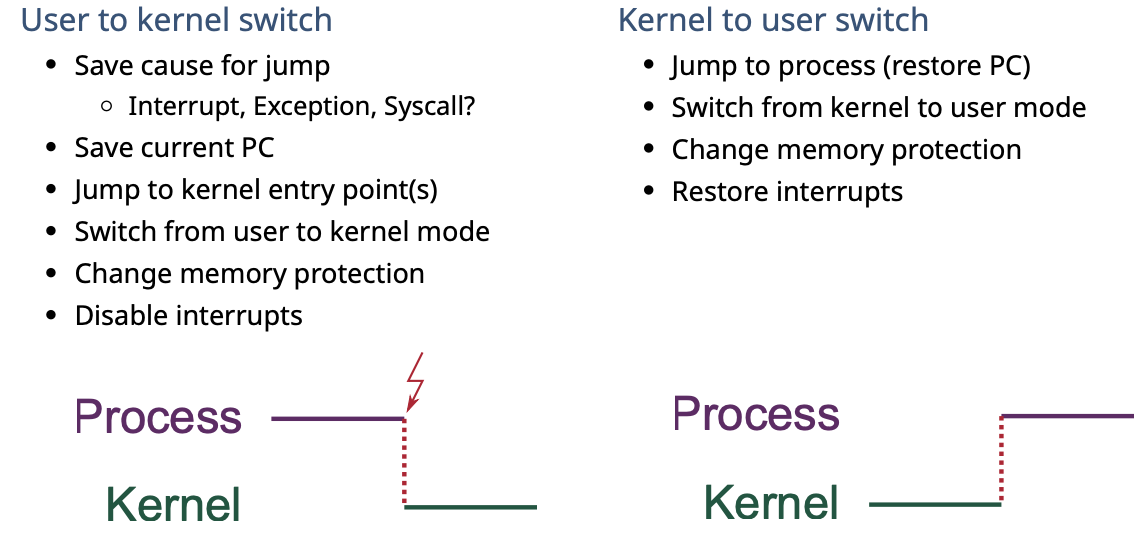 User to kernel switch
• Save cause for jump
○ Interrupt, Exception, Syscall?
• Save current PC
• Jump to kernel entry point(s)
• Switch from user to kernel mode
• Change memory protection
• Disable interrupts
Process
Kernel
Kernel to user switch
• Jump to process (restore PC)
• Switch from kernel to user mode
• Change memory protection
• Restore interrupts
Process
Kernel